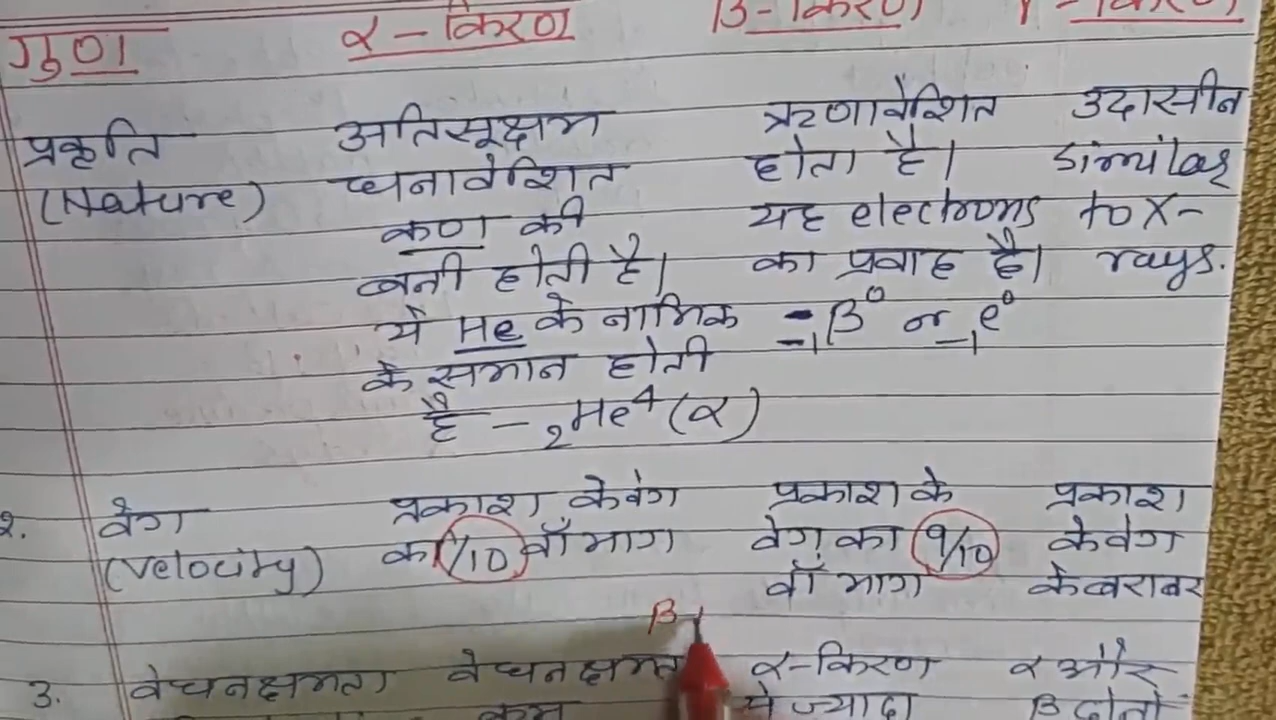 गुण α - किरण β - किरण γ - किरण
प्रकृति अतिसूक्ष्म ऋणावेशित उदासीन
(Nature) धनावेशित होता है। similar
कण की यह electrons to X-
बनी होती है। का प्रवाह है। rays.
ये He के नाभिक -₁β⁰ or ₋₁e⁰
के समान होती
है - ₂He⁴ (α)
२. वेग प्रकाश के वेग प्रकाश के प्रकाश
(velocity) का 1/10 वाँ भाग वेग का 9/10 के वेग
वाँ भाग के बराबर
β
3. वेधनक्षमता वेधनक्षमता α-किरण α और
कम से ज्यादा β दोनों